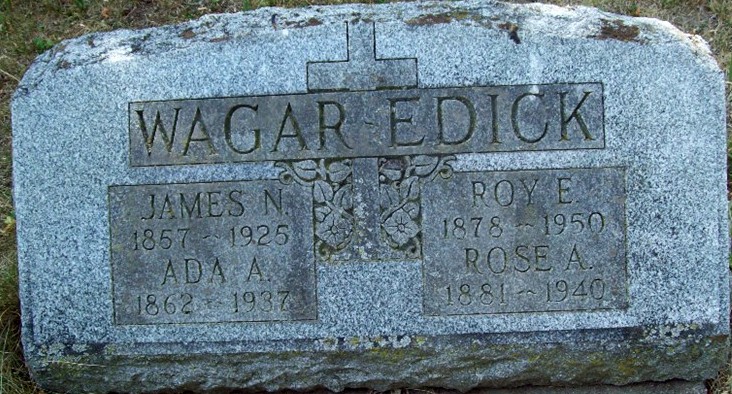 WAGAR - EDICK
JAMES N.
1857 ~ 1925
ADA A.
1862 ~ 1937
ROY E.
1878 ~ 1950
ROSE A.
1881 ~ 1940